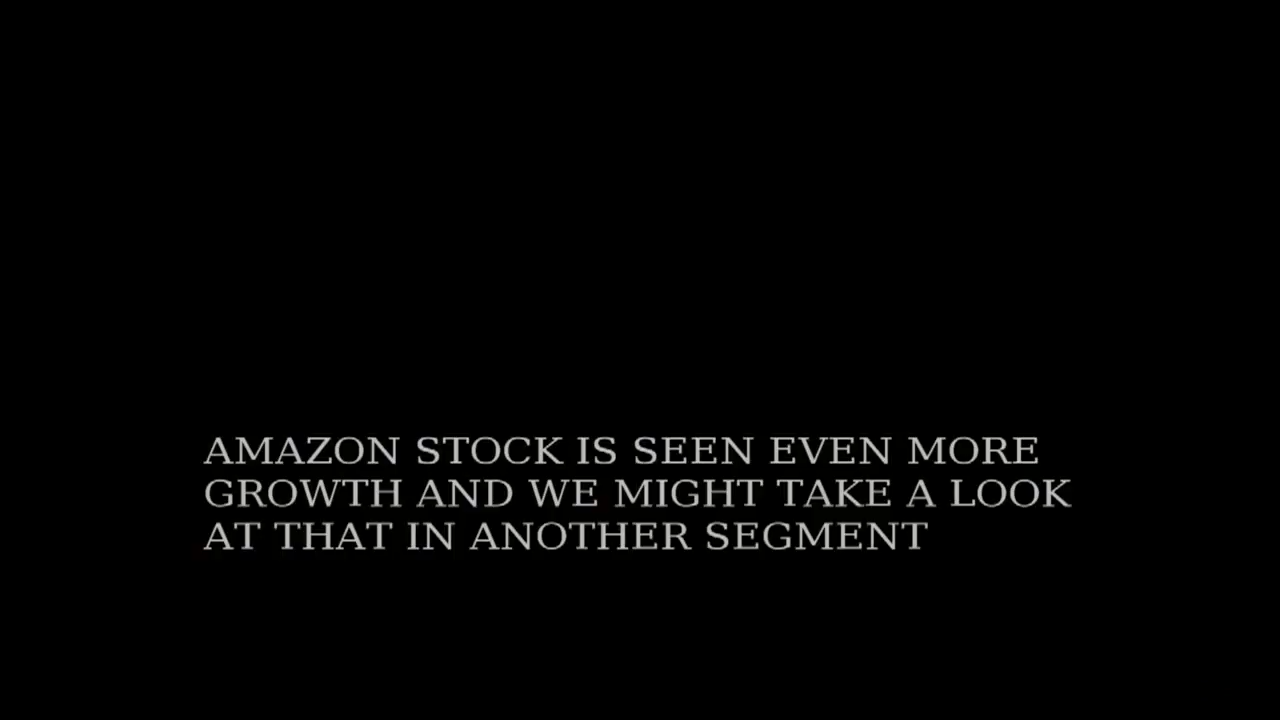 AMAZON STOCK IS SEEN EVEN MORE
GROWTH AND WE MIGHT TAKE A LOOK
AT THAT IN ANOTHER SEGMENT